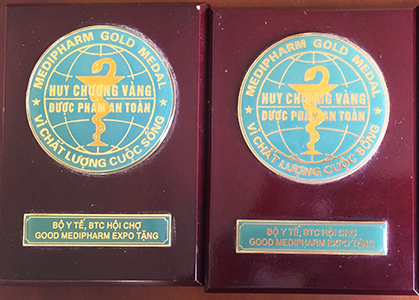 MEDIPHARM GOLD MEDAL
HUY CHƯƠNG VÀNG
DƯỢC PHẨM AN TOÀN
VÌ CHẤT LƯỢNG CUỘC SỐNG
BỘ Y TẾ, BTC HỘI CHỢ
GOOD MEDIPHARM EXPO TẶNG
MEDIPHARM GOLD MEDAL
HUY CHƯƠNG VÀNG
DƯỢC PHẨM AN TOÀN
VÌ CHẤT LƯỢNG CUỘC SỐNG
BỘ Y TẾ, BTC HỘI CHỢ
GOOD MEDIPHARM EXPO TẶNG